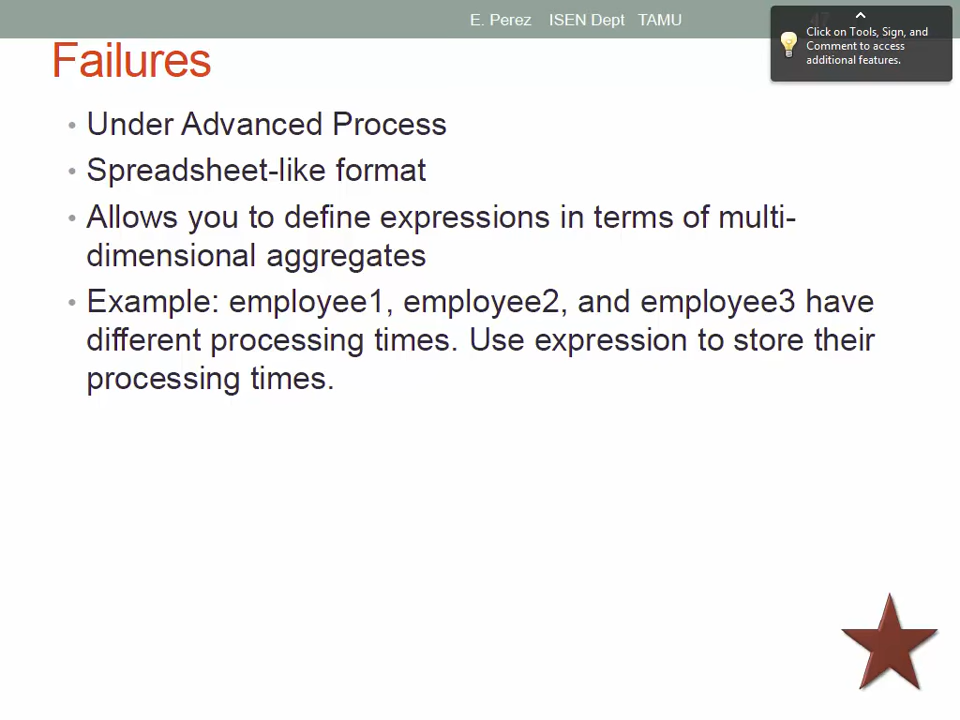 E. Perez ISEN Dept TAMU
Click on Tools, Sign, and
Comment to access
additional features.
Failures
• Under Advanced Process
• Spreadsheet-like format
• Allows you to define expressions in terms of multi-
dimensional aggregates
• Example: employee1, employee2, and employee3 have
different processing times. Use expression to store their
processing times.